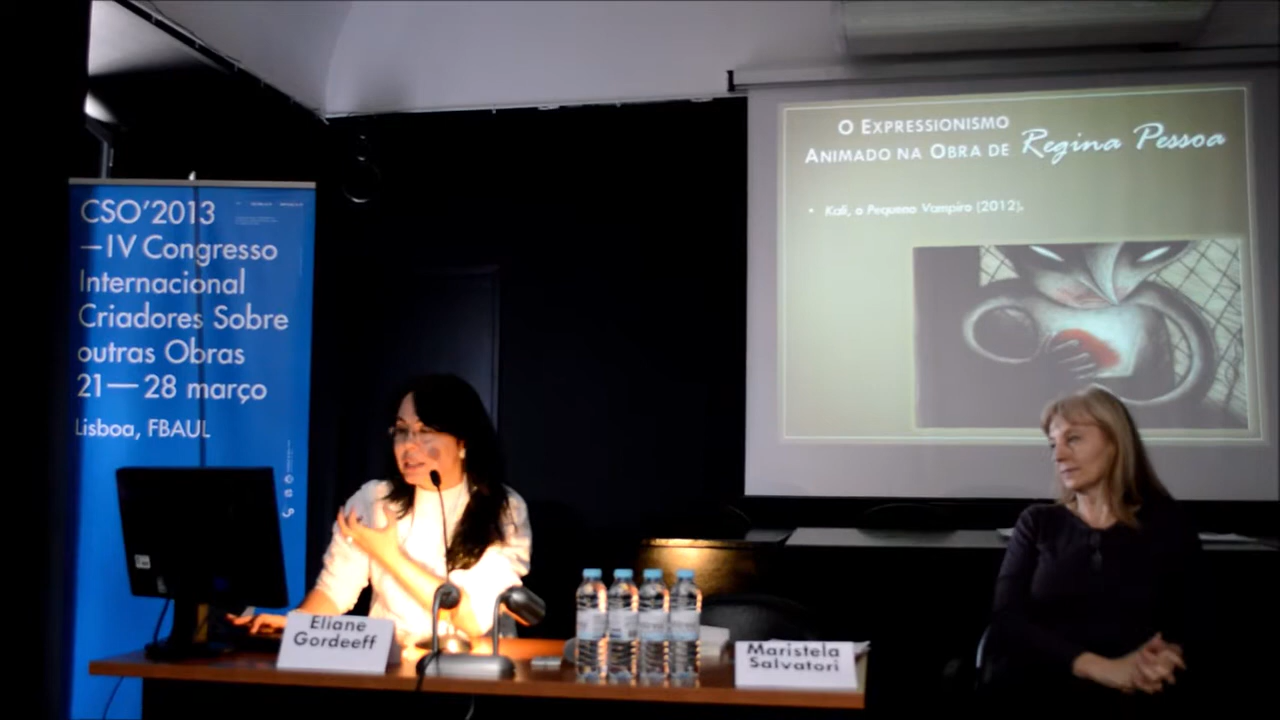 CSO'2013
—IV Congresso
Internacional
Criadores Sobre
outras Obras
21—28 março
Lisboa, FBAUL
O EXPRESSIONISMO
ANIMADO NA OBRA DE Regina Pessoa
• Kali, o Pequeno Vampiro (2012).
Eliane
Gordeeff
Maristela
Salvatori